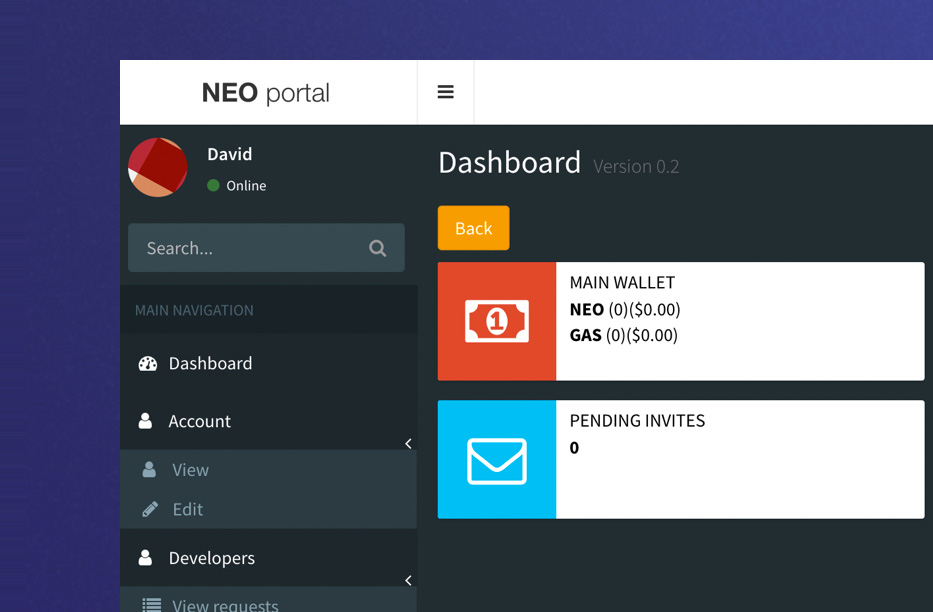 NEO portal
David
Online
Search...
MAIN NAVIGATION
Dashboard
Account
View
Edit
Developers
View requests
Dashboard Version 0.2
Back
1
MAIN WALLET
NEO (0)($0.00)
GAS (0)($0.00)
PENDING INVITES
0